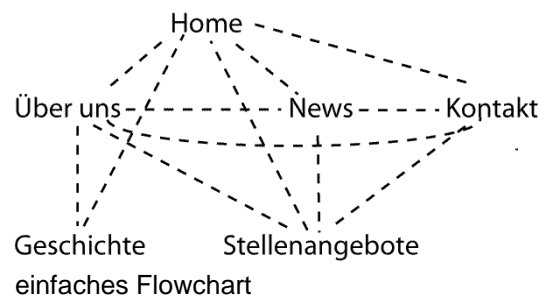 Home
Über uns News Kontakt
Geschichte Stellenangebote
einfaches Flowchart